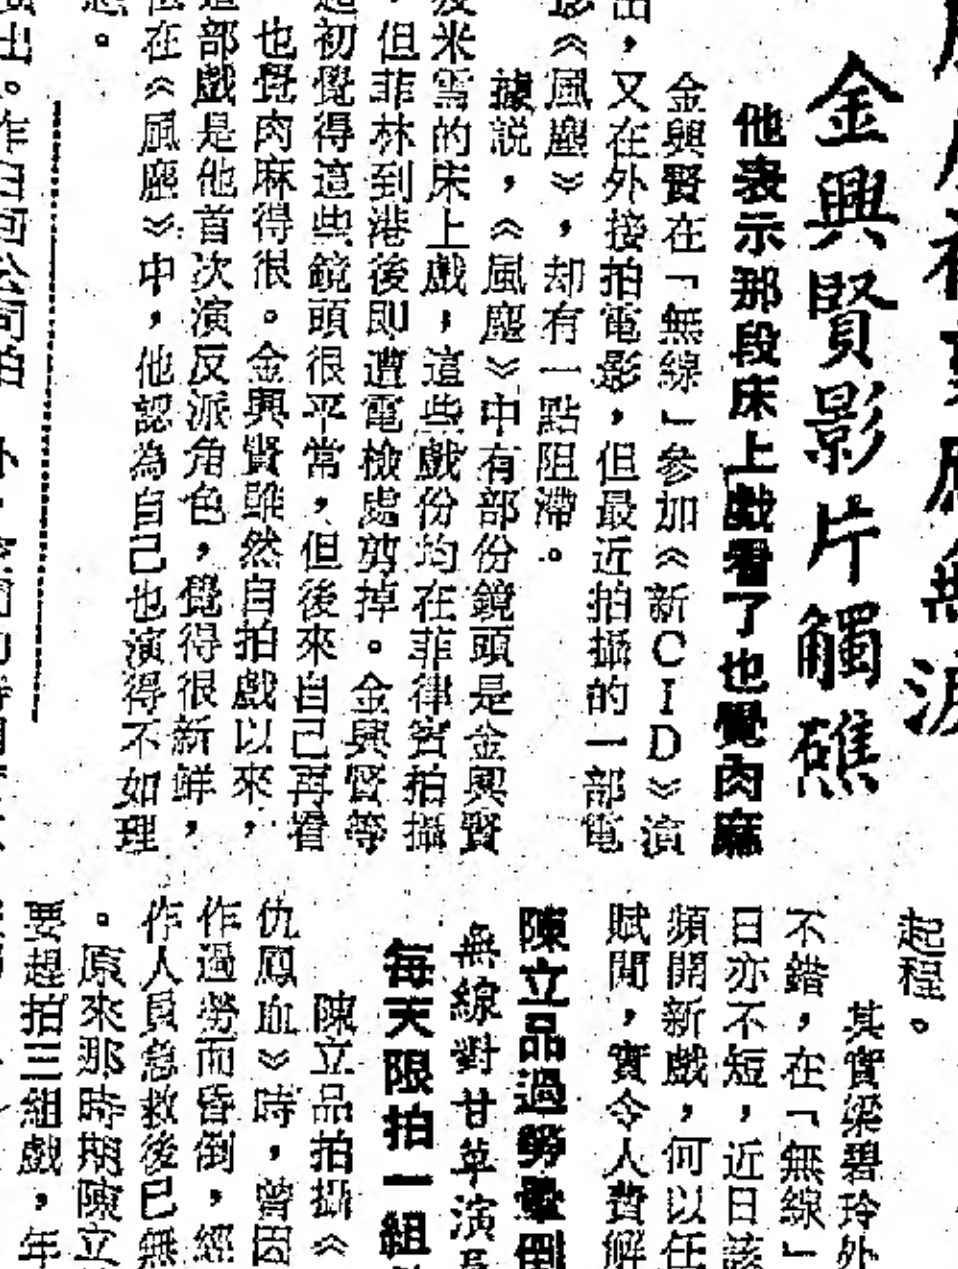 金興賢影片觸礁
他表示那段床上戲看了也覺肉麻
金興賢在「無線」參加《新CID》演
出，又在外接拍電影，但最近拍攝的一部電
影《風塵》，却有一點阻滯。
據説，《風塵》中有部份鏡頭是金興賢
米雪的床上戲，這些戲份均在菲律賓拍攝
，但菲林到港後即遭電檢處剪掉。金興賢等
起初覺得這些鏡頭很平常，但後來自己再看
也覺肉麻得很。金興賢雖然自拍戲以來，
這部戲是他首次演反派角色，覺得很新鮮，
在《風塵》中，他認為自己也演得不如理
想。
起程。
其實梁碧玲外
不錯，在「無線」
日亦不短，近日該
頻開新戲，何以任
賦閒，實令人費解
陳立品過勞暈倒
無線對甘草演員
每天限拍一組
陳立品拍攝《
仇鳳血》時，曾因
作過勞而昏倒，經
作人員急救後已無
。原來那時期陳立
要趕拍三組戲，年